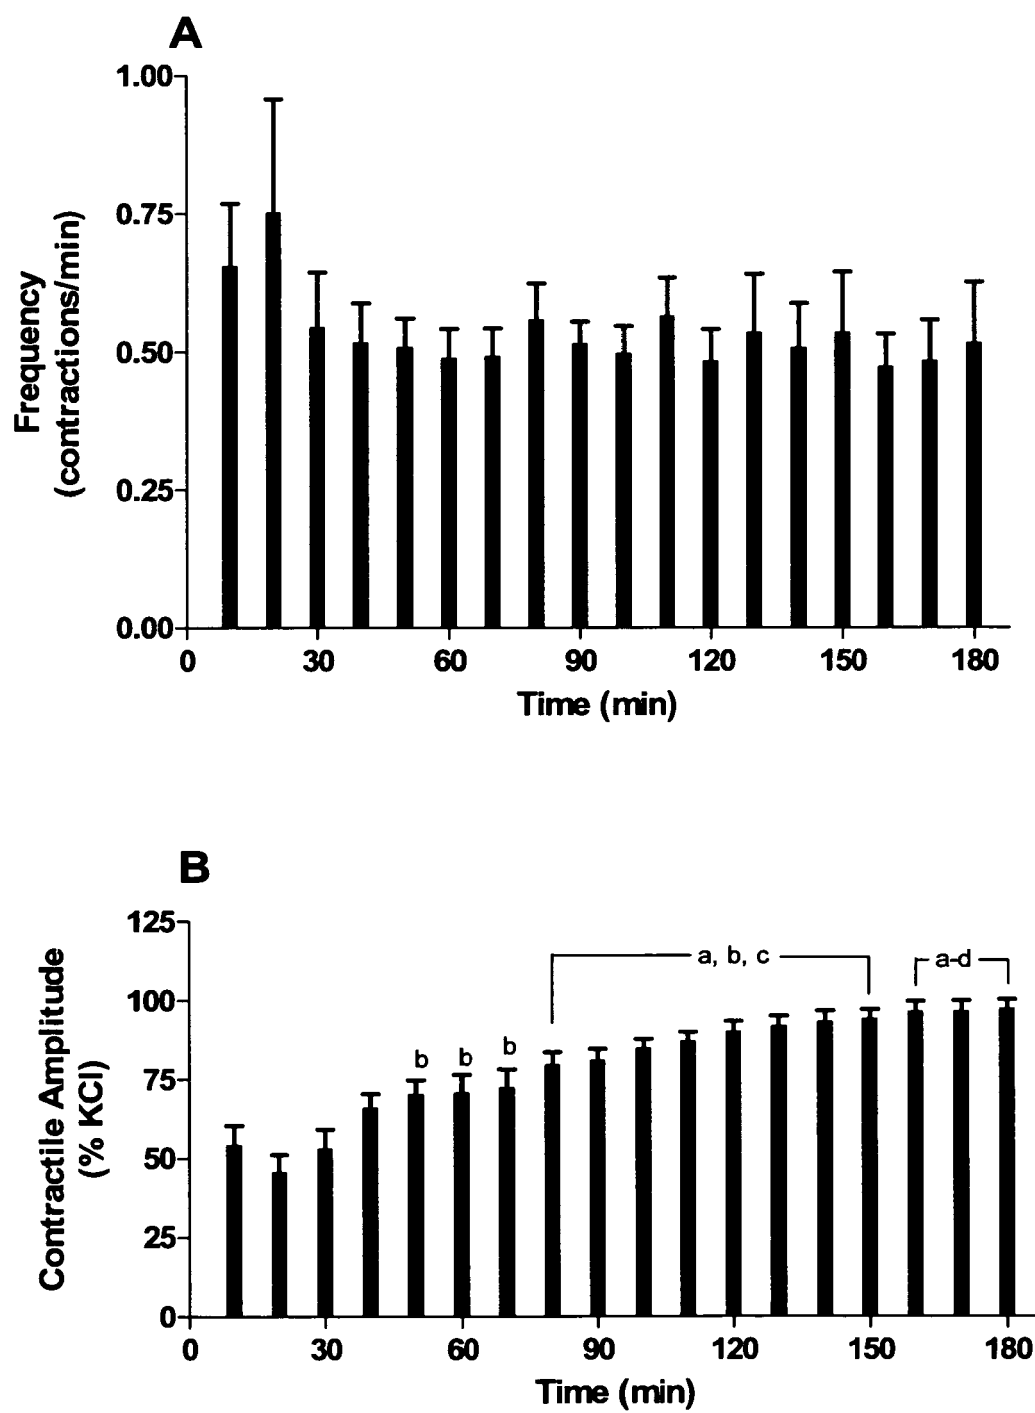 A
1.00
0.75
0.50
0.25
0.00
Frequency
(contractions/min)
0 30 60 90 120 150 180
Time (min)
B
125
100
75
50
25
0
Contractile Amplitude
(% KCl)
b b b
a, b, c
a-d
0 30 60 90 120 150 180
Time (min)